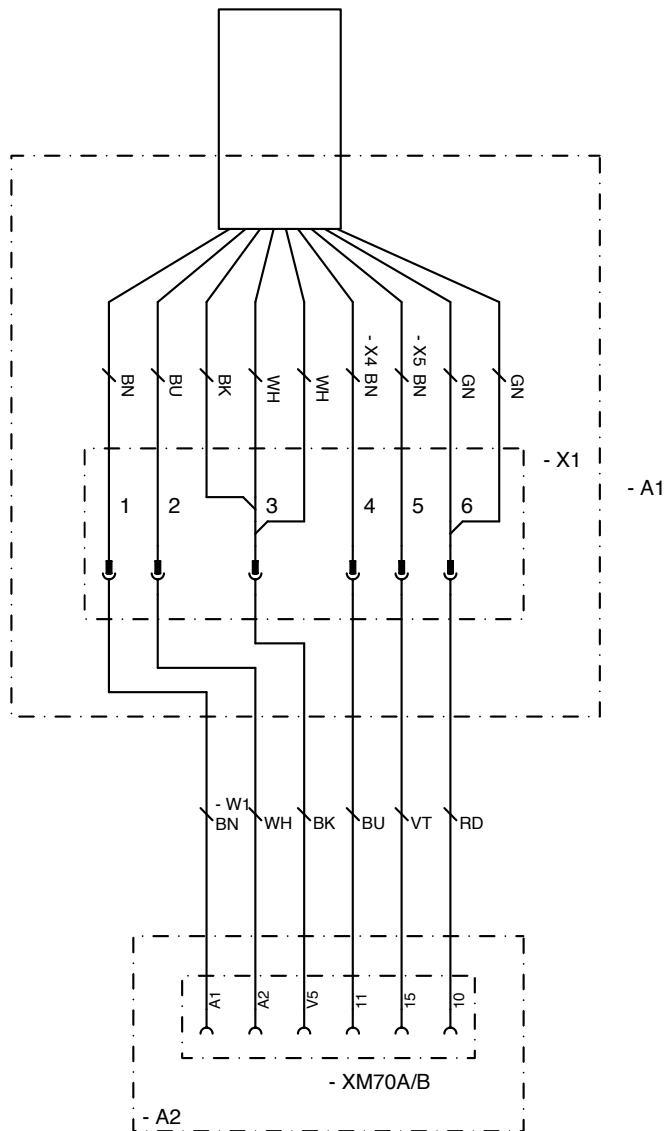 - X4 BN
- X5 BN
BN
BU
BK
WH
WH
GN
GN
- X1
- A1
1
2
3
4
5
6
- W1
BN
WH
BK
BU
VT
RD
A1
A2
V5
11
15
10
- XM70A/B
- A2